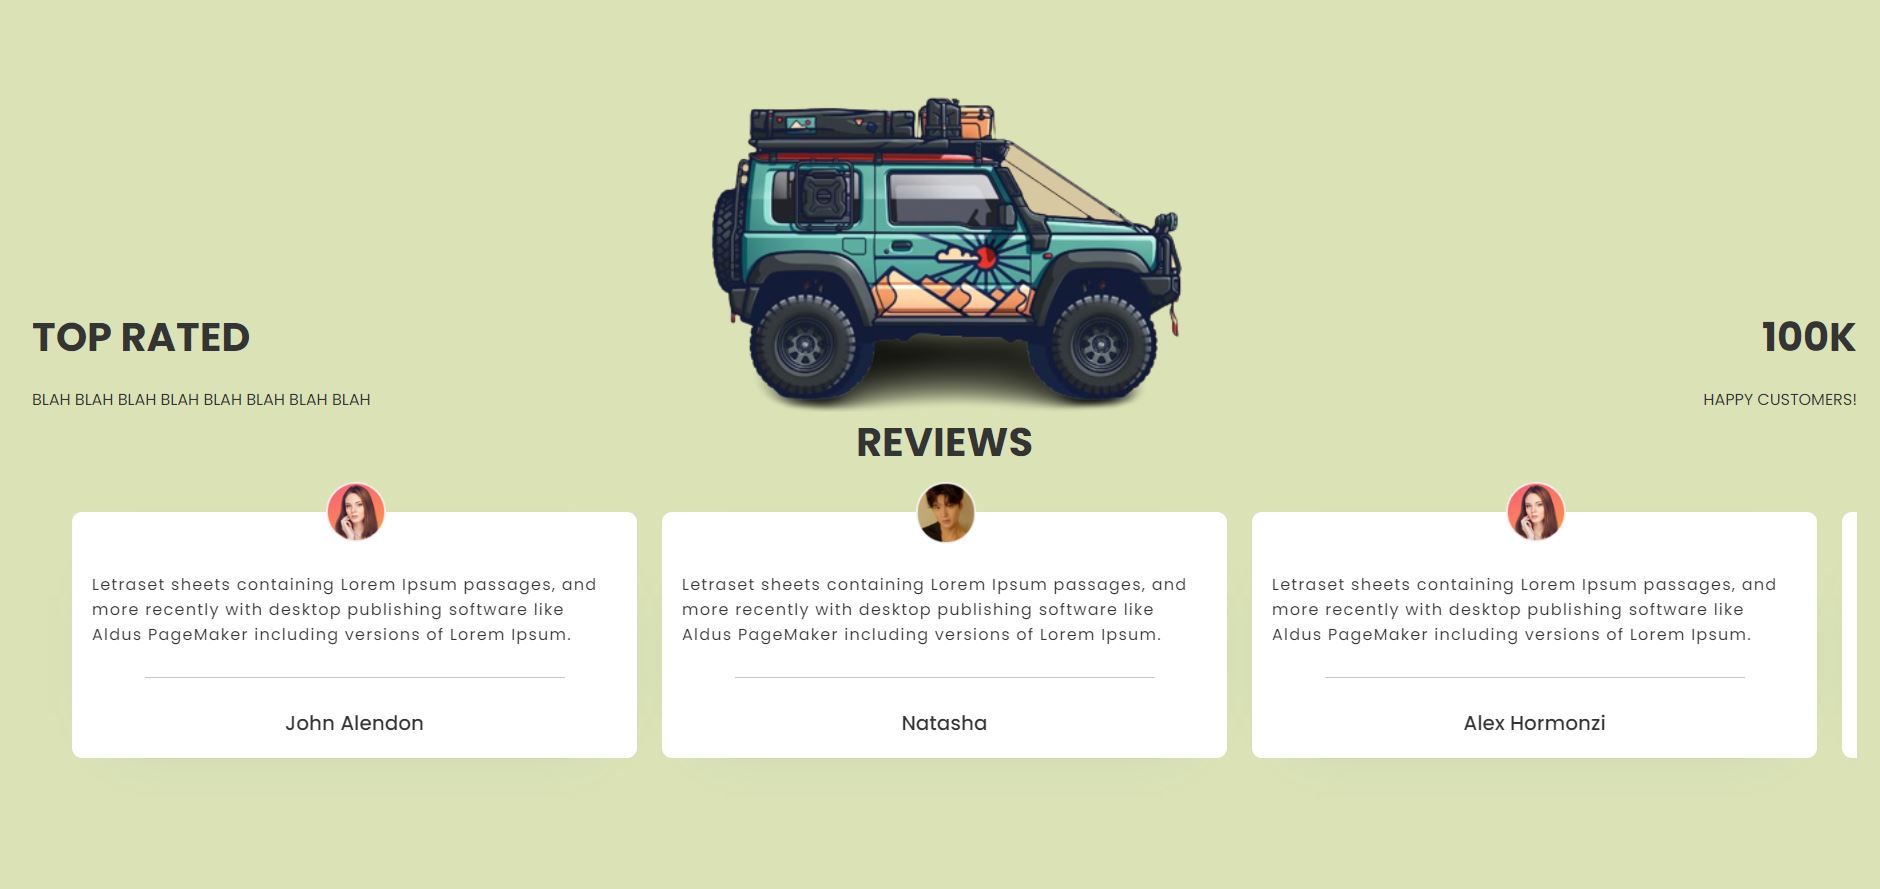 TOP RATED
100K
BLAH BLAH BLAH BLAH BLAH BLAH BLAH BLAH
HAPPY CUSTOMERS!
REVIEWS
Letraset sheets containing Lorem Ipsum passages, and
more recently with desktop publishing software like
Aldus PageMaker including versions of Lorem Ipsum.
John Alendon
Letraset sheets containing Lorem Ipsum passages, and
more recently with desktop publishing software like
Aldus PageMaker including versions of Lorem Ipsum.
Natasha
Letraset sheets containing Lorem Ipsum passages, and
more recently with desktop publishing software like
Aldus PageMaker including versions of Lorem Ipsum.
Alex Hormonzi